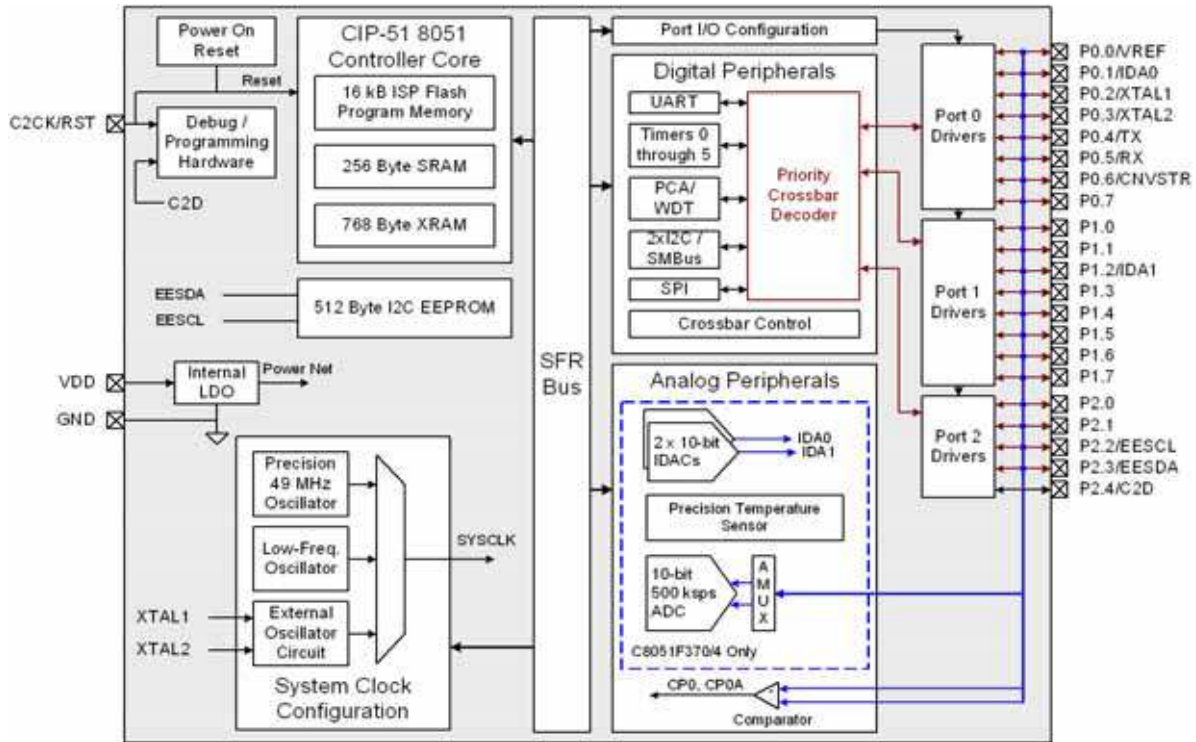 Power On
Reset
Reset
C2CK/RST
Debug /
Programming
Hardware
C2D
CIP-51 8051
Controller Core
16 kB ISP Flash
Program Memory
256 Byte SRAM
768 Byte XRAM
EESDA
EESCL
512 Byte I2C EEPROM
VDD
GND
Internal
LDO
Power Net
Precision
49 MHz
Oscillator
Low-Freq.
Oscillator
XTAL1
XTAL2
External
Oscillator
Circuit
SYSCLK
System Clock
Configuration
SFR
Bus
Port I/O Configuration
Digital Peripherals
UART
Timers 0
through 5
PCA/
WDT
2xI2C /
SMBus
SPI
Priority
Crossbar
Decoder
Crossbar Control
Analog Peripherals
2 x 10-bit
IDACs
IDA0
IDA1
Precision Temperature
Sensor
10-bit
500 ksps
ADC
A
M
U
X
C8051F370/4 Only
CP0, CP0A
+
-
Comparator
Port 0
Drivers
Port 1
Drivers
Port 2
Drivers
P0.0/VREF
P0.1/IDA0
P0.2/XTAL1
P0.3/XTAL2
P0.4/TX
P0.5/RX
P0.6/CNVSTR
P0.7
P1.0
P1.1
P1.2/IDA1
P1.3
P1.4
P1.5
P1.6
P1.7
P2.0
P2.1
P2.2/EESCL
P2.3/EESDA
P2.4/C2D